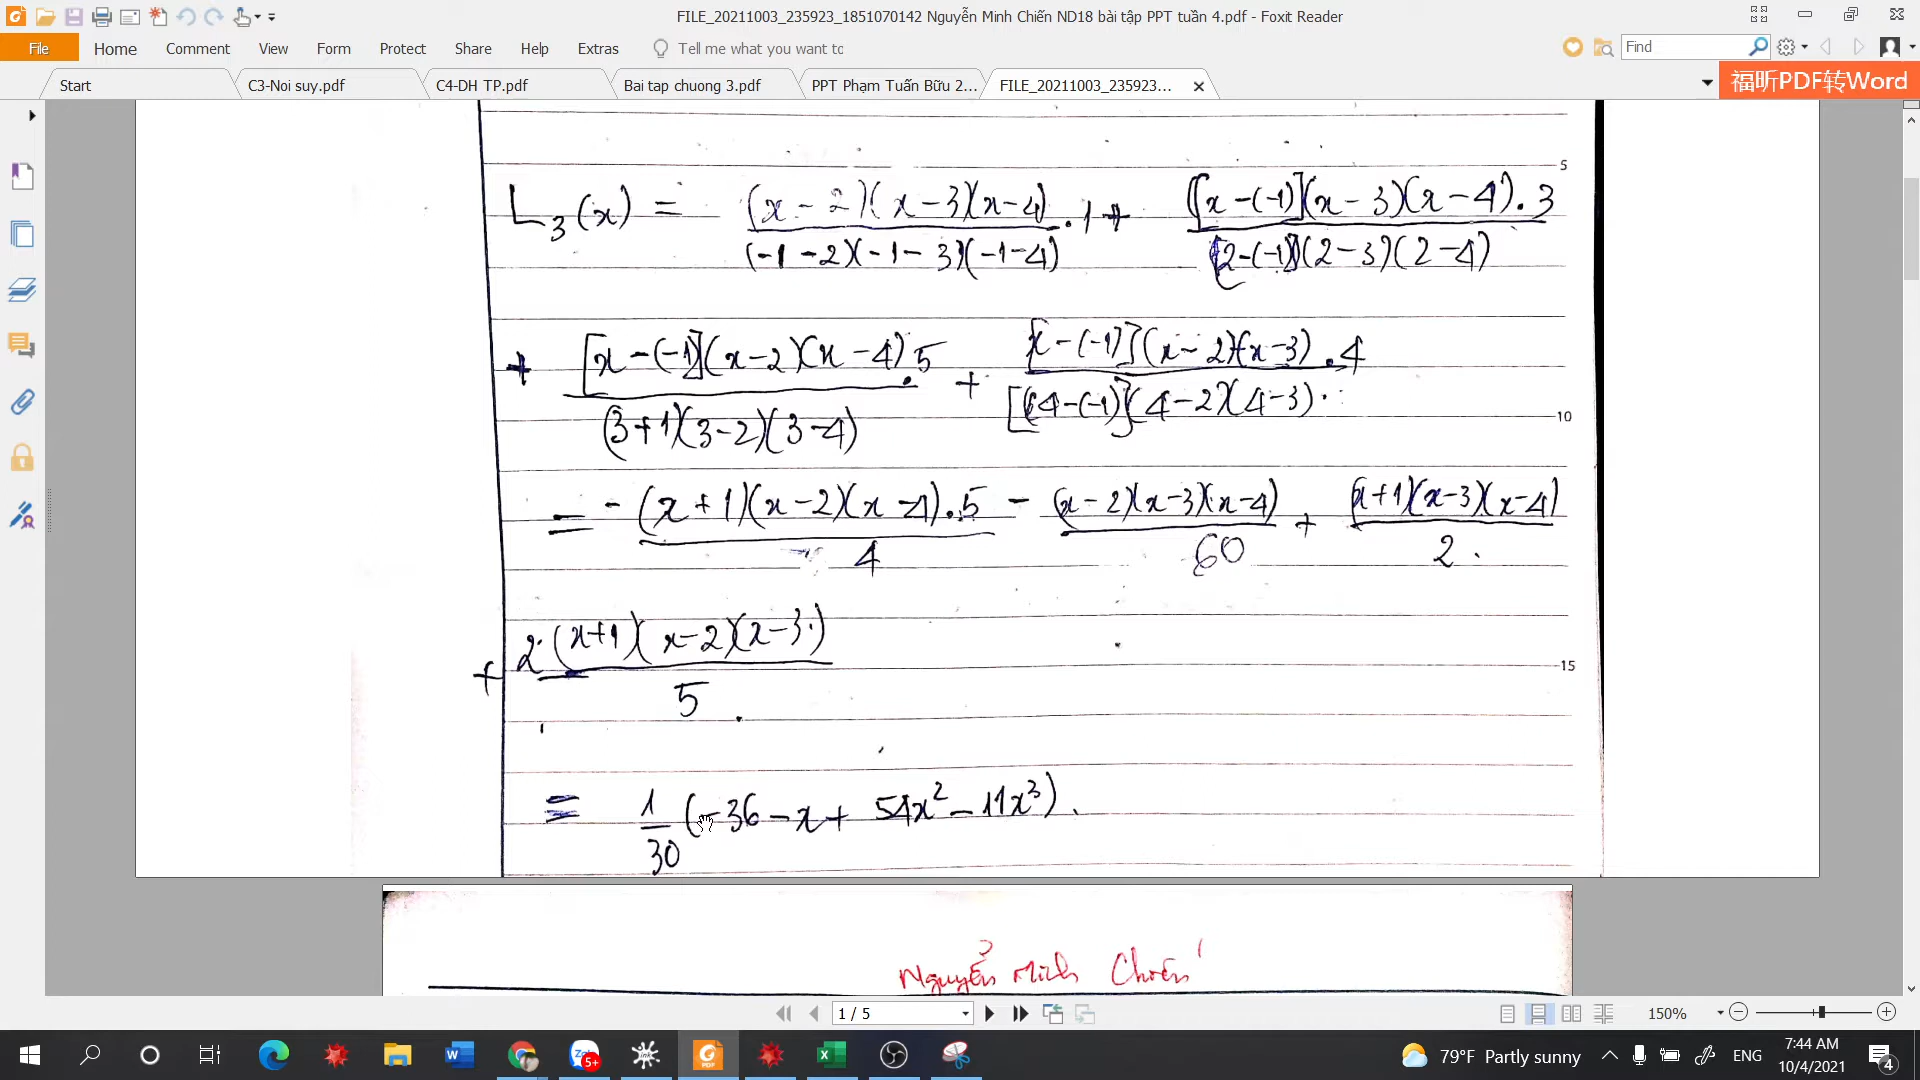 FILE_20211003_235923_1851070142 Nguyễn Minh Chiến ND18 bài tập PPT tuần 4.pdf - Foxit Reader
File Home Comment View Form Protect Share Help Extras Tell me what you want to Find
Start C3-Noi suy.pdf C4-DH TP.pdf Bai tap chuong 3.pdf PPT Phạm Tuấn Bữu 2... FILE_20211003_235923...
福昕PDF转Word
5
L₃(x) = (x-2)(x-3)(x-4) .1 + ([x-(-1)](x-3)(x-4).3
(-1-2)(-1-3)(-1-4) [2-(-1)](2-3)(2-4)
+ [x-(-1)](x-2)(x-4).5 + [x-(-1)](x-2)(x-3).4
(3+1)(3-2)(3-4) [(4-(-1)](4-2)(4-3).
10
= -(x+1)(x-2)(x-4).5 - (x-2)(x-3)(x-4) + (x+1)(x-3)(x-4)
4 60 2.
+ 2.(x+1)(x-2)(x-3)
15
5
= 1 (-36-x+54x²-11x³).
30
Nguyễn Minh Chiến
1 / 5
150%
5+
79°F Partly sunny ENG 7:44 AM
10/4/2021 4